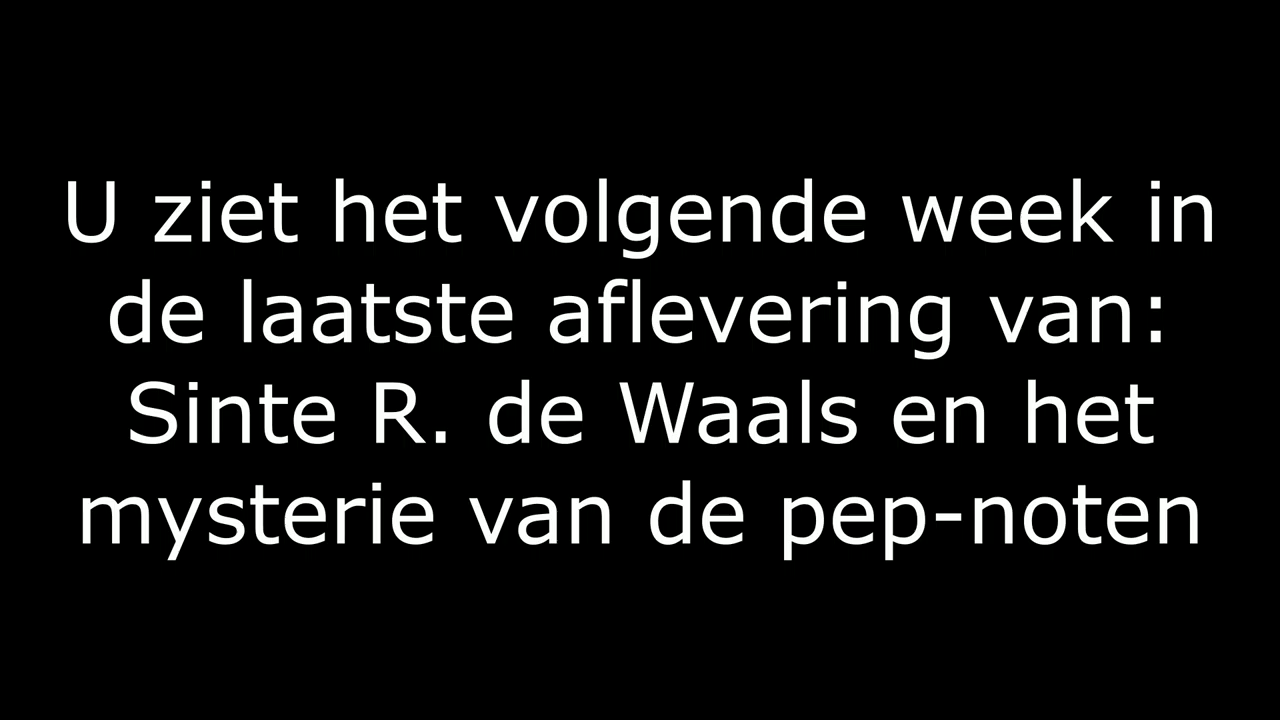 U ziet het volgende week in
de laatste aflevering van:
Sinte R. de Waals en het
mysterie van de pep-noten